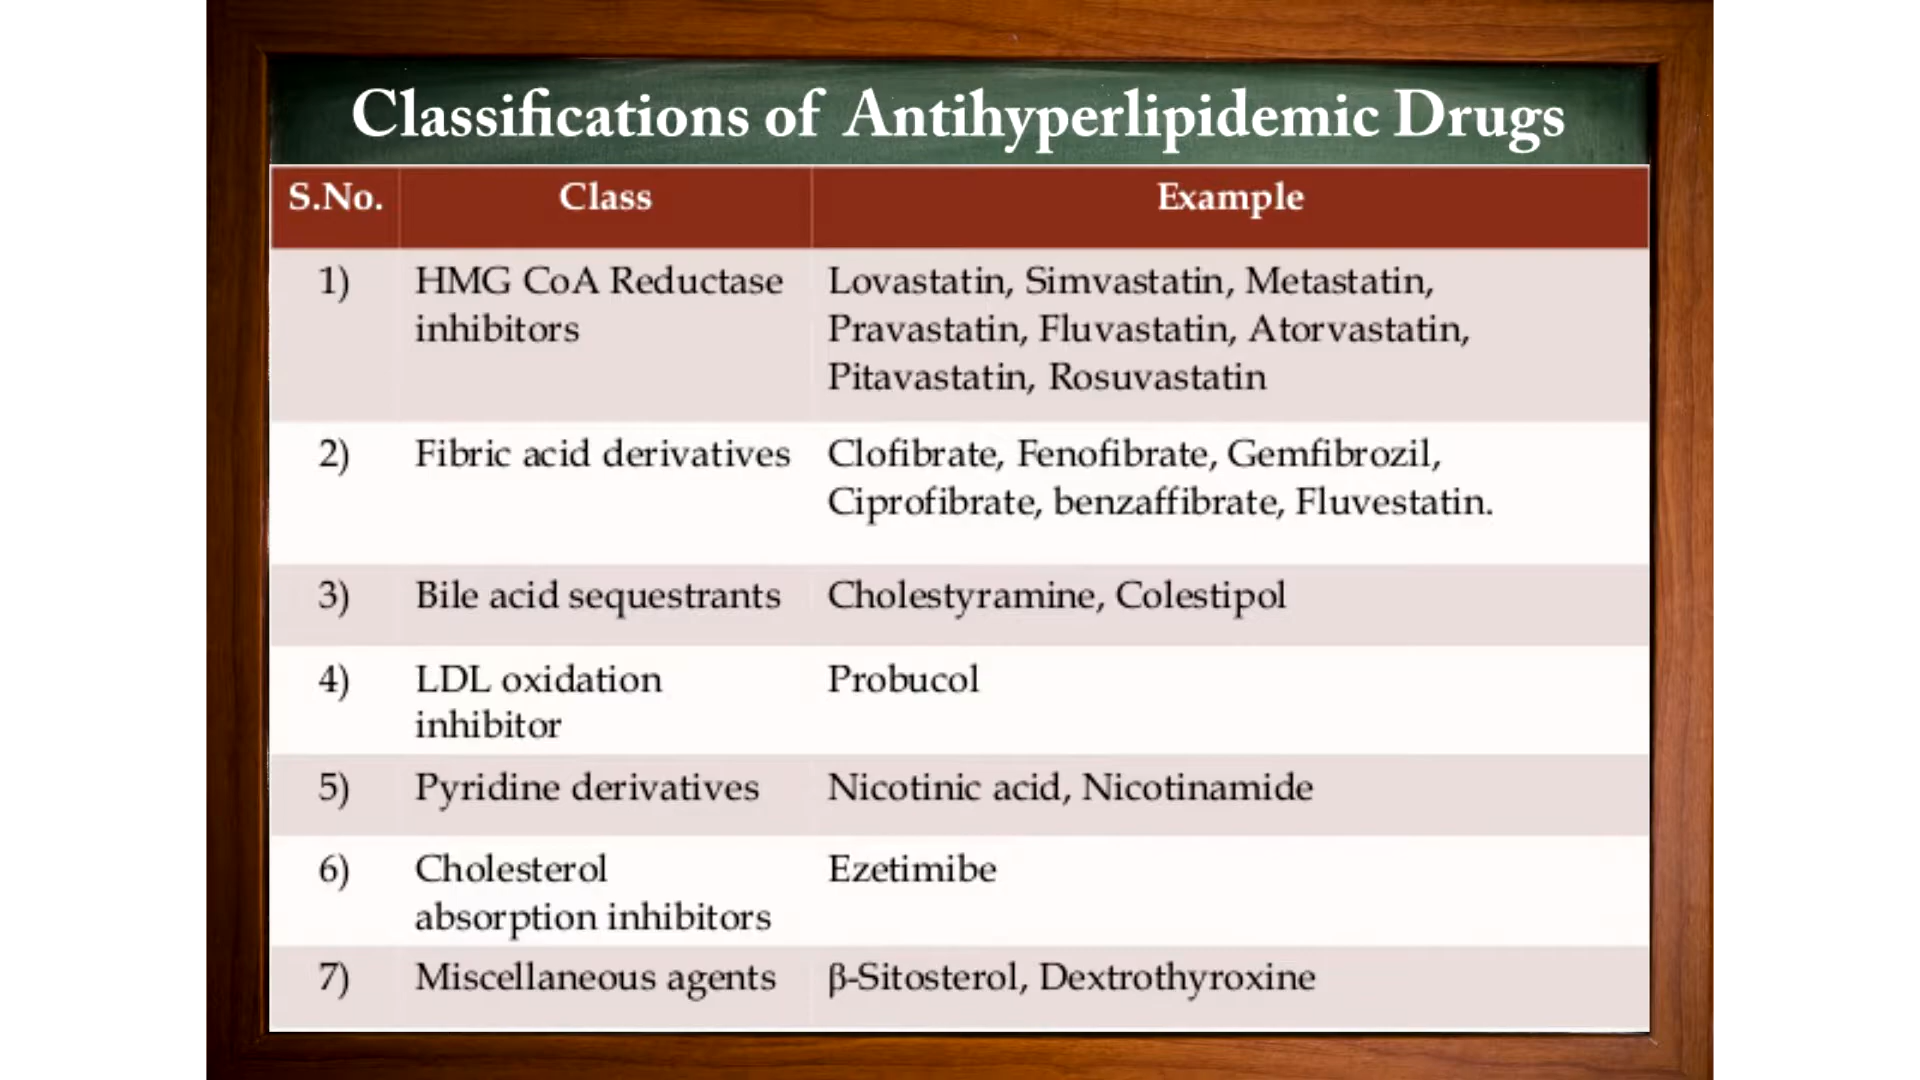 Classifications of Antihyperlipidemic Drugs
S.No. Class Example
1) HMG CoA Reductase inhibitors Lovastatin, Simvastatin, Metastatin,
Pravastatin, Fluvastatin, Atorvastatin,
Pitavastatin, Rosuvastatin
2) Fibric acid derivatives Clofibrate, Fenofibrate, Gemfibrozil,
Ciprofibrate, benzaffibrate, Fluvestatin.
3) Bile acid sequestrants Cholestyramine, Colestipol
4) LDL oxidation
inhibitor Probucol
5) Pyridine derivatives Nicotinic acid, Nicotinamide
6) Cholesterol
absorption inhibitors Ezetimibe
7) Miscellaneous agents β-Sitosterol, Dextrothyroxine